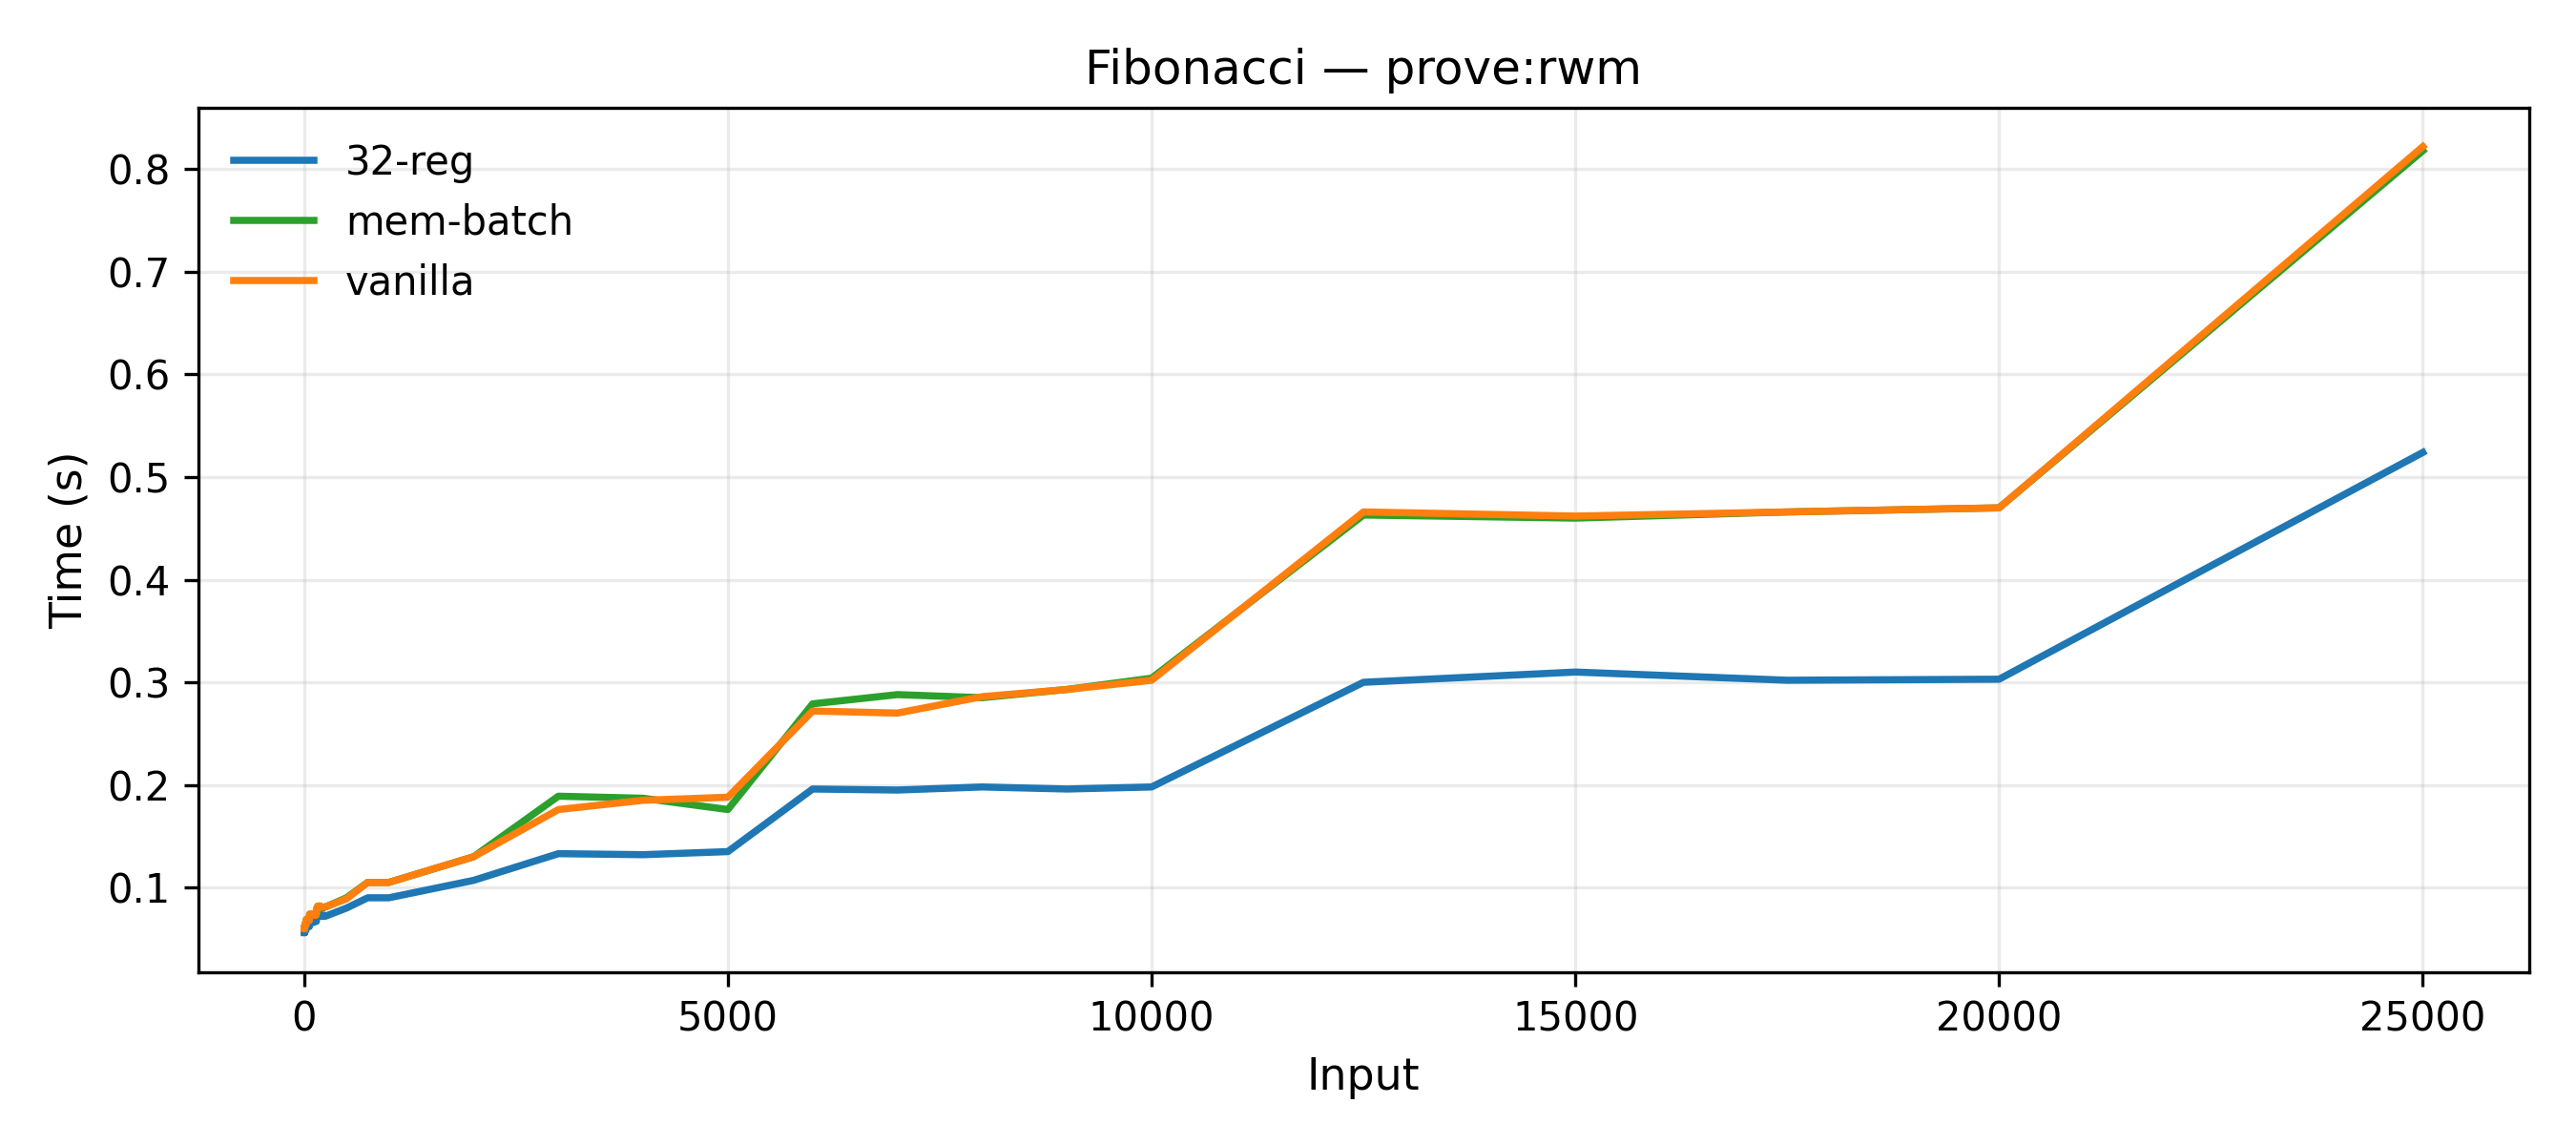 Fibonacci — prove:rwm
32-reg
mem-batch
vanilla
Time (s)
0.8
0.7
0.6
0.5
0.4
0.3
0.2
0.1
0 5000 10000 15000 20000 25000
Input